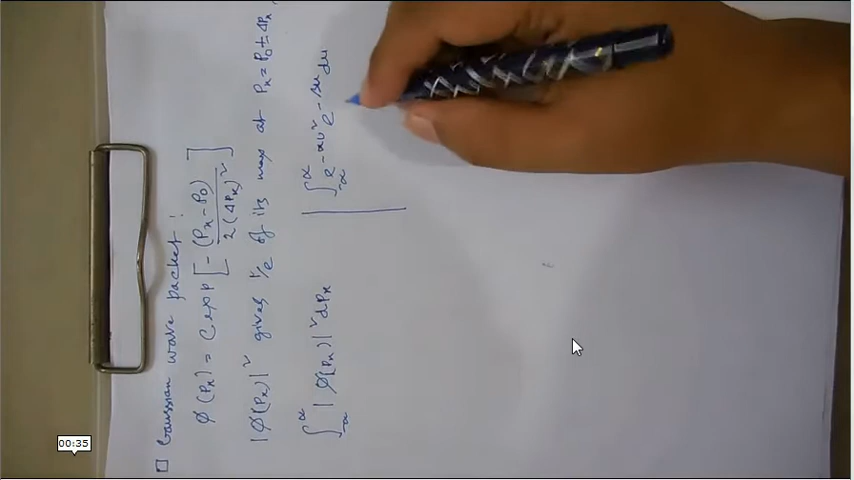 □ Gaussian wave packet!
φ(Px) = C exp [ - (Px - P0) / 2(ΔPx)² ]
|φ(Px)|² gives 1/e of its max at Px = P0 ± ΔPx,
∫_-∝^∝ |φ(Px)|² dPx | ∫_-∝^∝ e^-αu² e^-βu du
00:35